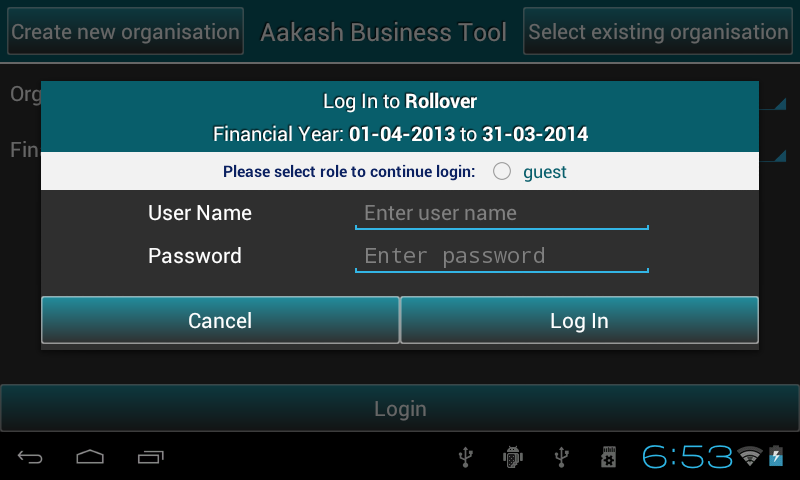 Create new organisation
Aakash Business Tool
Select existing organisation
Org
Fin
Log In to Rollover
Financial Year: 01-04-2013 to 31-03-2014
Please select role to continue login: guest
User Name Enter user name
Password Enter password
Cancel Log In
Login
6:53